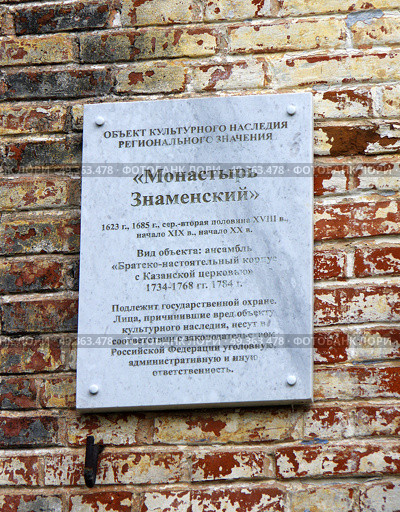 ОБЪЕКТ КУЛЬТУРНОГО НАСЛЕДИЯ
РЕГИОНАЛЬНОГО ЗНАЧЕНИЯ
«Монастырь
Знаменский»
1623 г., 1685 г., сер.-вторая половина XVIII в.,
начало XIX в., начало XX в.
Вид объекта: ансамбль
«Братско-настоятельный корпус
с Казанской церковью»
1734-1768 гг. 1784 г.
Подлежит государственной охране.
Лица, причинившие вред объекту
культурного наследия, несут в
соответствии с законодательством
Российской Федерации уголовную,
административную и иную
ответственность.